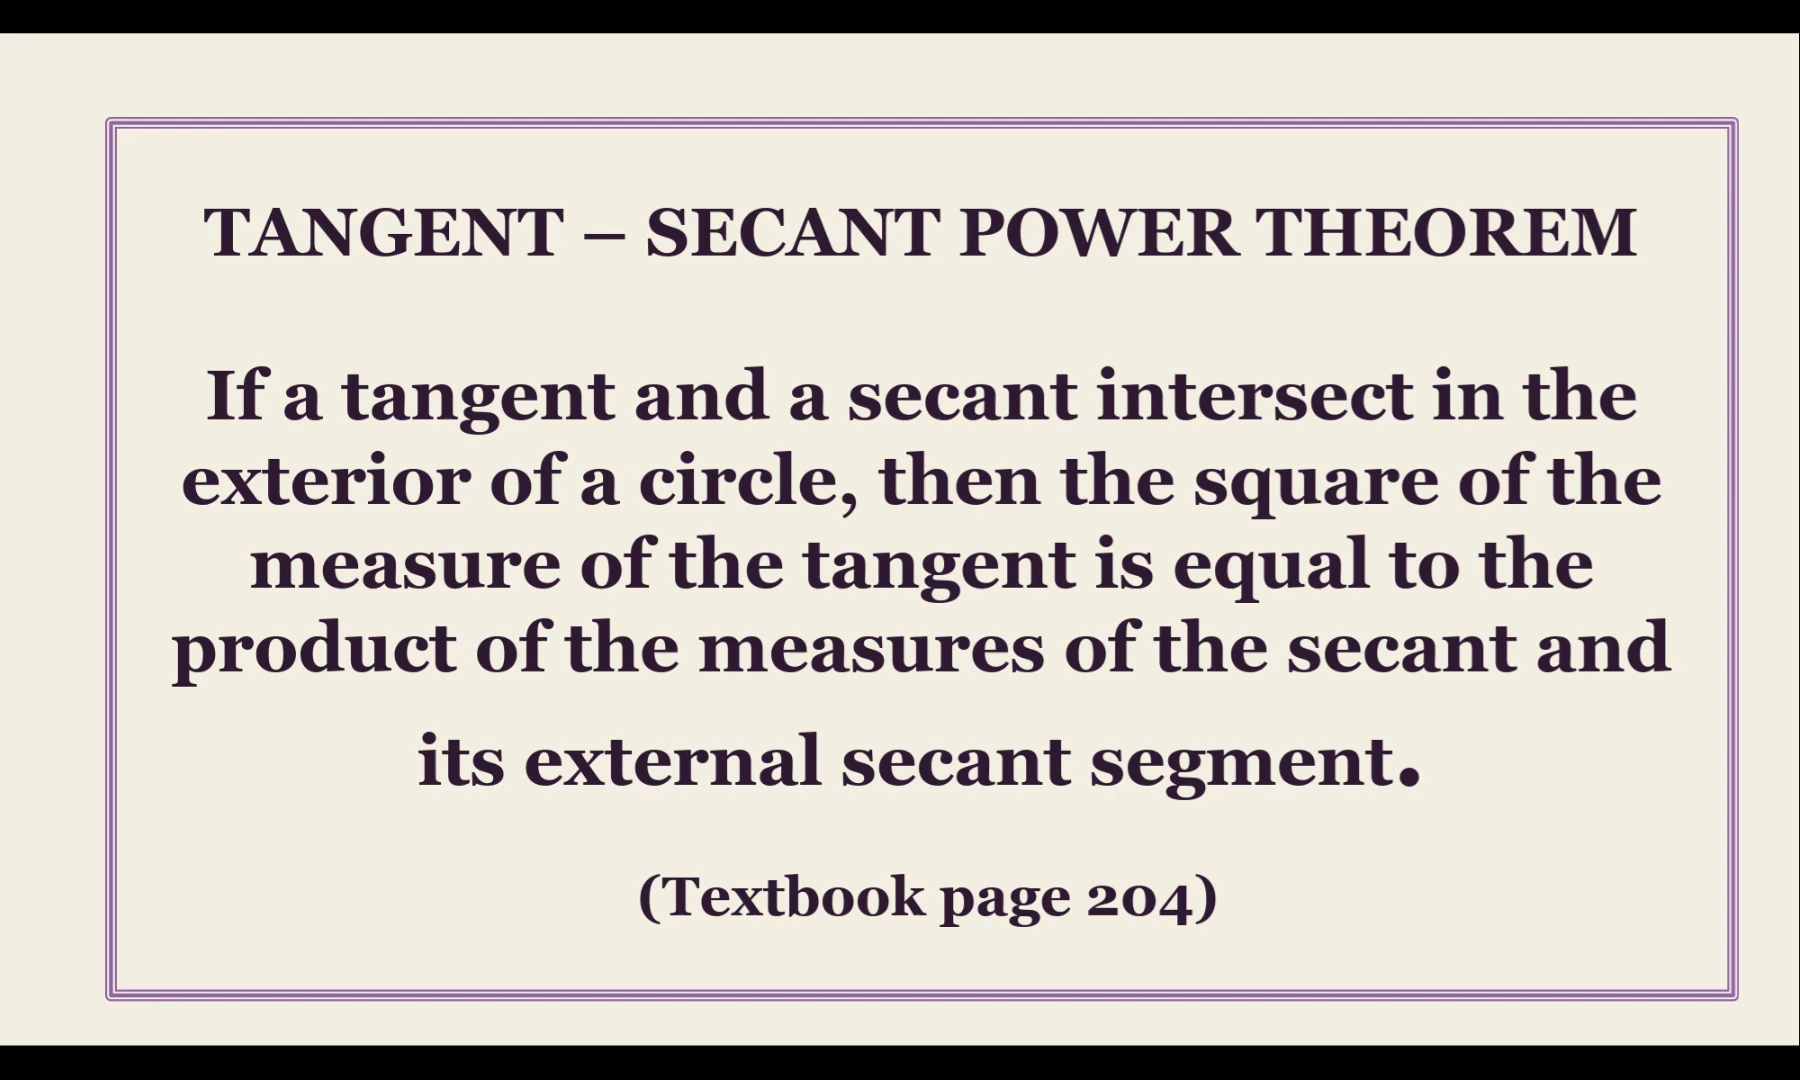 TANGENT – SECANT POWER THEOREM
If a tangent and a secant intersect in the
exterior of a circle, then the square of the
measure of the tangent is equal to the
product of the measures of the secant and
its external secant segment.
(Textbook page 204)